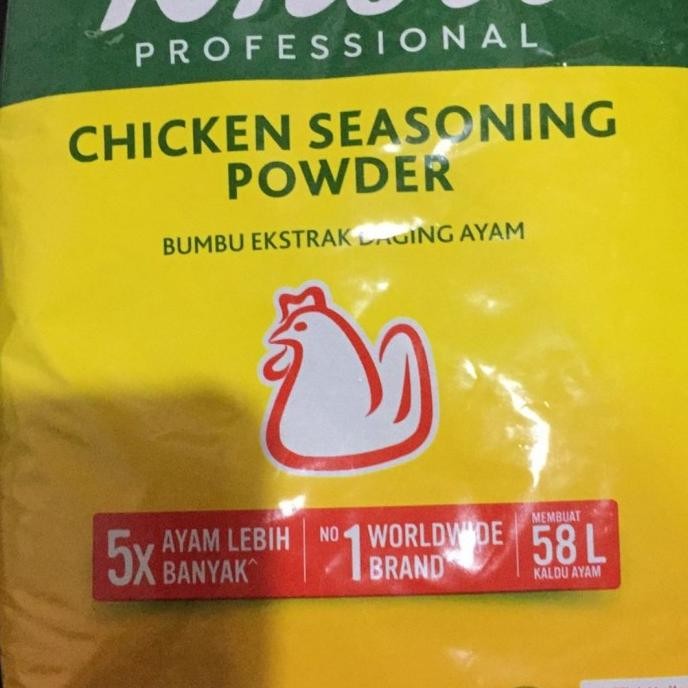 Knorr
PROFESSIONAL
CHICKEN SEASONING
POWDER
BUMBU EKSTRAK DAGING AYAM
5X AYAM LEBIH
BANYAK^
NO 1 WORLDWIDE
BRAND
MEMBUAT
58 L
KALDU AYAM